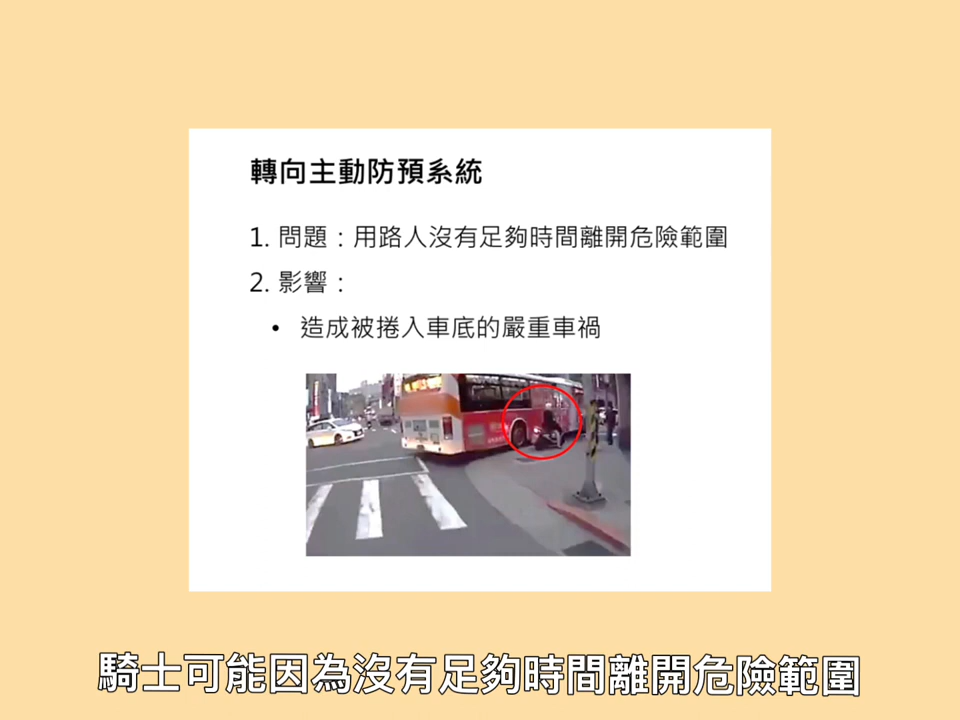 轉向主動防預系統
1. 問題：用路人沒有足夠時間離開危險範圍
2. 影響：
• 造成被捲入車底的嚴重車禍
騎士可能因為沒有足夠時間離開危險範圍